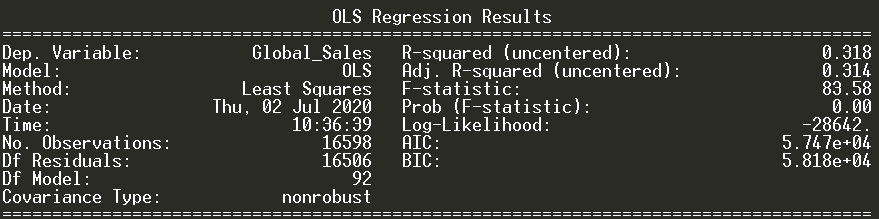 OLS Regression Results
==============================================================================
Dep. Variable: Global_Sales R-squared (uncentered): 0.318
Model: OLS Adj. R-squared (uncentered): 0.314
Method: Least Squares F-statistic: 83.58
Date: Thu, 02 Jul 2020 Prob (F-statistic): 0.00
Time: 10:36:39 Log-Likelihood: -28642.
No. Observations: 16598 AIC: 5.747e+04
Df Residuals: 16506 BIC: 5.818e+04
Df Model: 92
Covariance Type: nonrobust
==============================================================================